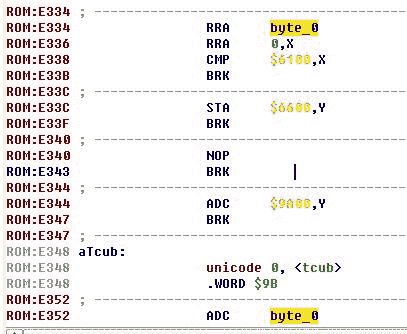 ROM:E334 ; ----------------------------------------
ROM:E334 RRA byte_0
ROM:E336 RRA 0,X
ROM:E338 CMP $6100,X
ROM:E33B BRK
ROM:E33C ; ----------------------------------------
ROM:E33C STA $6600,Y
ROM:E33F BRK
ROM:E340 ; ----------------------------------------
ROM:E340 NOP
ROM:E343 BRK
ROM:E344 ; ----------------------------------------
ROM:E344 ADC $9A00,Y
ROM:E347 BRK
ROM:E347 ; ----------------------------------------
ROM:E348 aTcub:
ROM:E348 unicode 0, <tcub>
ROM:E348 .WORD $9B
ROM:E352 ; ----------------------------------------
ROM:E352 ADC byte_0